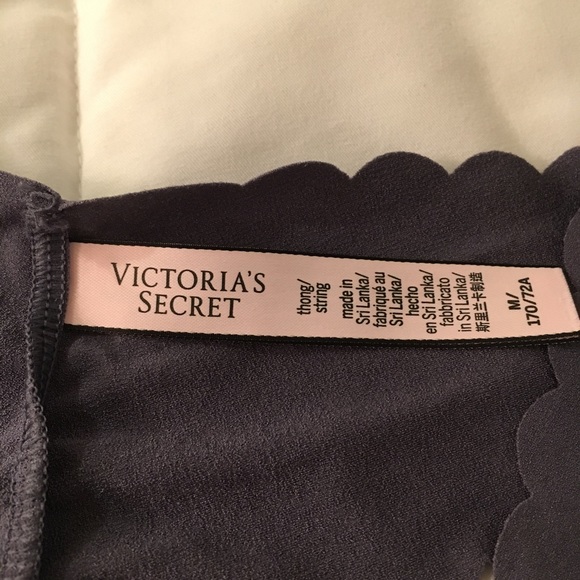 VICTORIA'S
SECRET
thong/
string
made in
Sri Lanka/
fabriqué au
Sri Lanka/
hecho
en Sri Lanka/
fabbricato
in Sri Lanka/
斯里兰卡制造
M/
170/72A